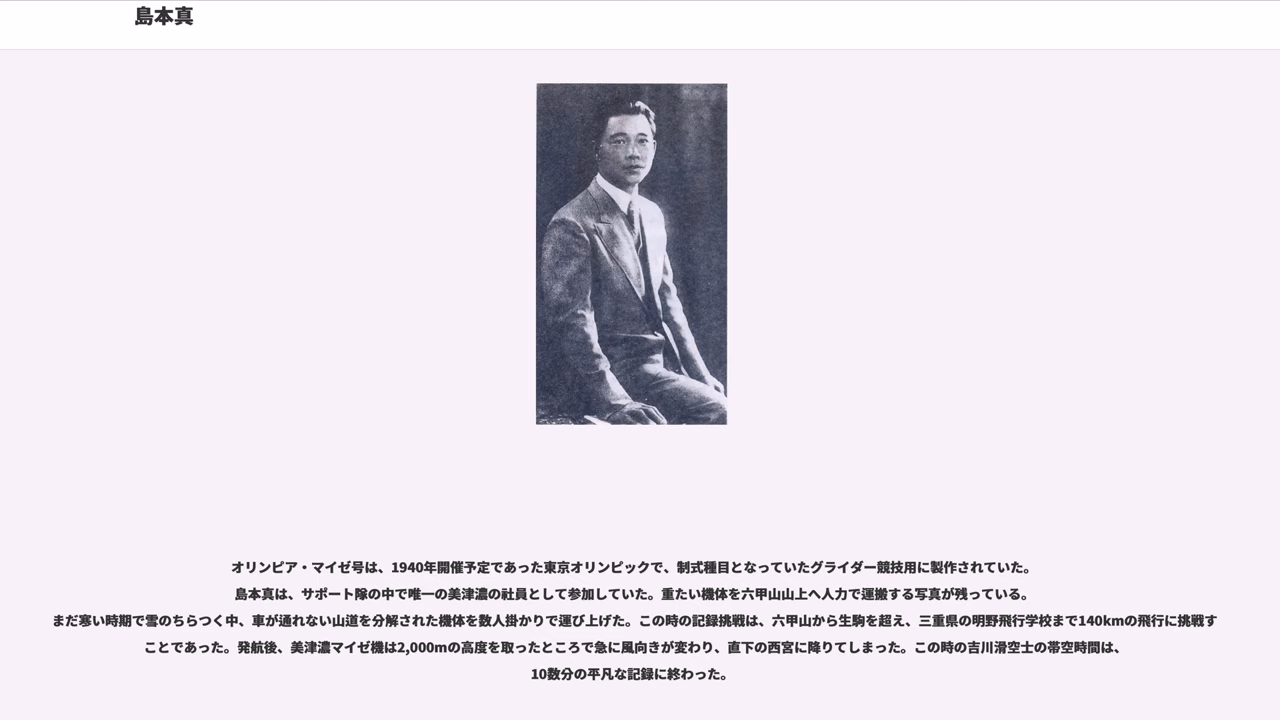 島本真
オリンピア・マイゼ号は、1940年開催予定であった東京オリンピックで、制式種目となっていたグライダー競技用に製作されていた。
島本真は、サポート隊の中で唯一の美津濃の社員として参加していた。重たい機体を六甲山山上へ人力で運搬する写真が残っている。
まだ寒い時期で雪のちらつく中、車が通れない山道を分解された機体を数人掛かりで運び上げた。この時の記録挑戦は、六甲山から生駒を超え、三重県の明野飛行学校まで140kmの飛行に挑戦す
ことであった。発航後、美津濃マイゼ機は2,000mの高度を取ったところで急に風向きが変わり、直下の西宮に降りてしまった。この時の吉川滑空士の帯空時間は、
10数分の平凡な記録に終わった。